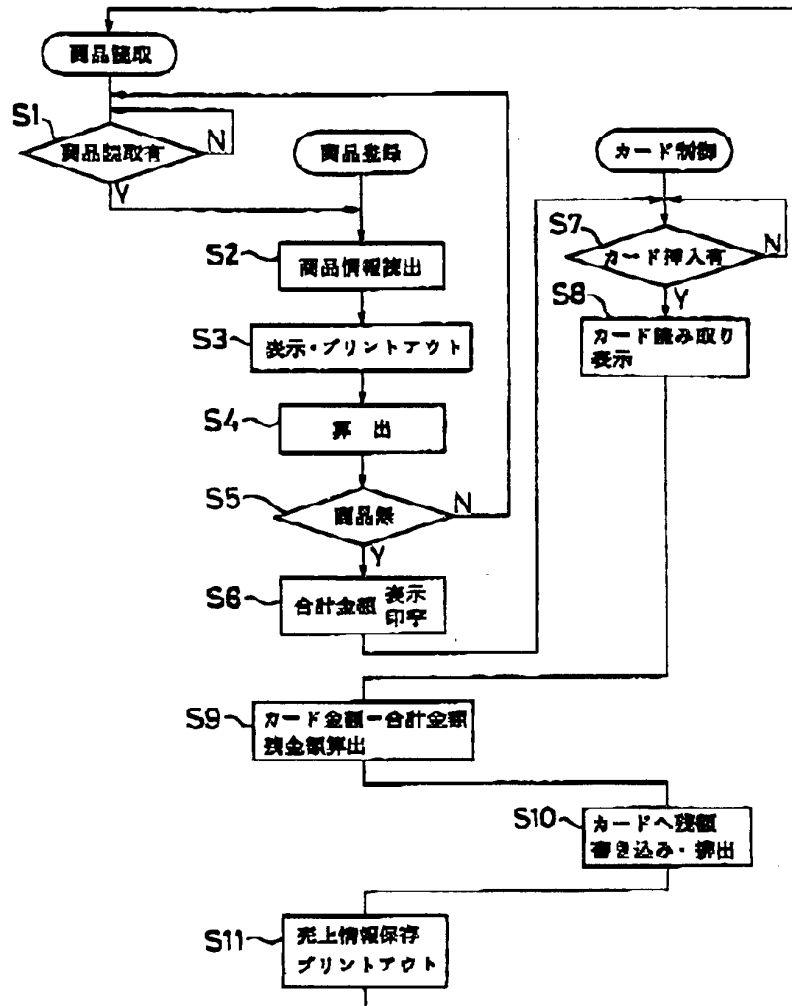 商品読取
S1
商品読取有
N
Y
商品登録
カード制御
S2
商品情報検出
S3
表示・プリントアウト
S4
算 出
S5
商品無
N
Y
S6
合計金額 表示
印字
S7
カード挿入有
N
Y
S8
カード読み取り
表示
S9
カード金額－合計金額
残金額算出
S10
カードへ残額
書き込み・排出
S11
売上情報保存
プリントアウト